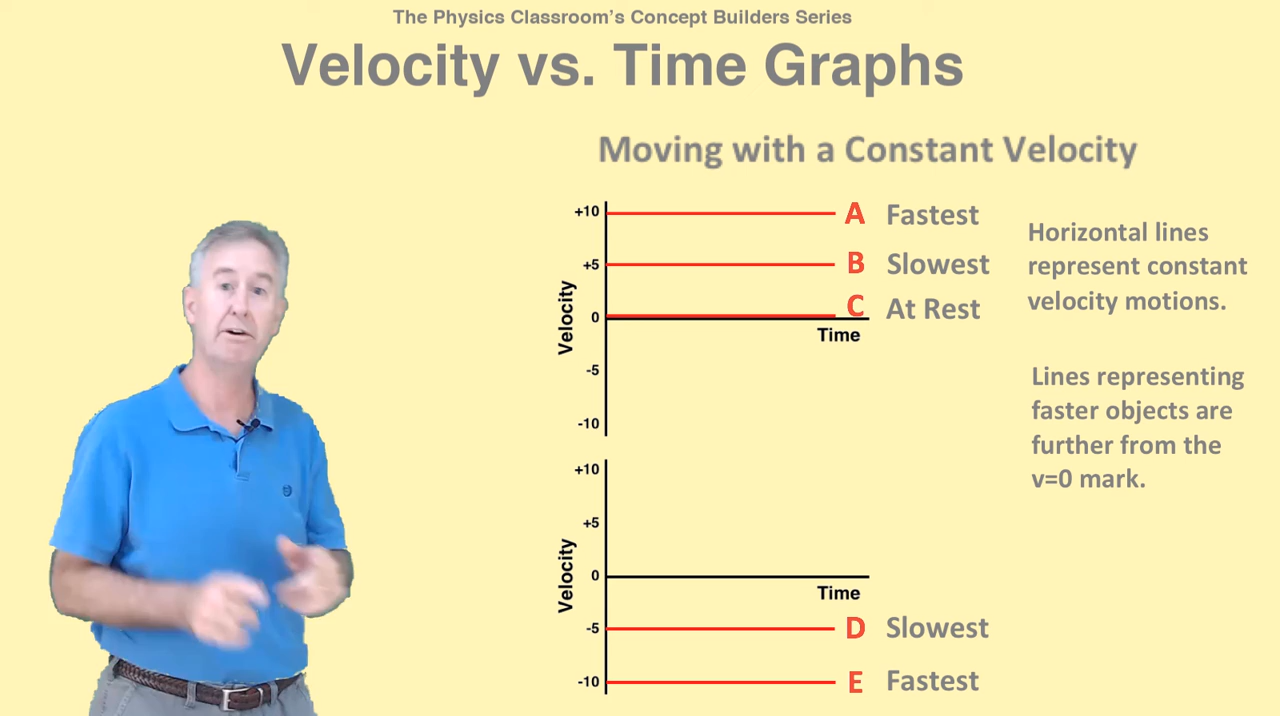 The Physics Classroom's Concept Builders Series
Velocity vs. Time Graphs
Moving with a Constant Velocity
+10
+5
0
-5
-10
Velocity
Time
A Fastest
B Slowest
C At Rest
Horizontal lines
represent constant
velocity motions.
Lines representing
faster objects are
further from the
v=0 mark.
+10
+5
0
-5
-10
Velocity
Time
D Slowest
E Fastest